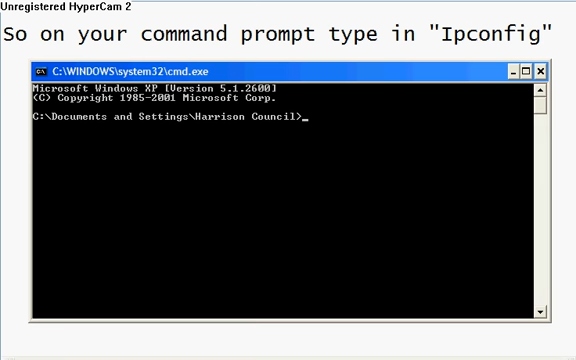 Unregistered HyperCam 2
So on your command prompt type in "Ipconfig"
C:\WINDOWS\system32\cmd.exe
Microsoft Windows XP [Version 5.1.2600]
(C) Copyright 1985-2001 Microsoft Corp.
C:\Documents and Settings\Harrison Council>_